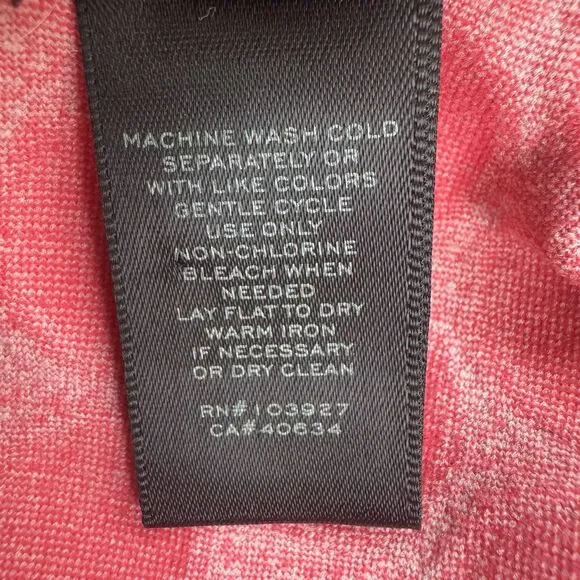 MACHINE WASH COLD
SEPARATELY OR
WITH LIKE COLORS
GENTLE CYCLE
USE ONLY
NON-CHLORINE
BLEACH WHEN
NEEDED
LAY FLAT TO DRY
WARM IRON
IF NECESSARY
OR DRY CLEAN
RN#103927
CA#40634